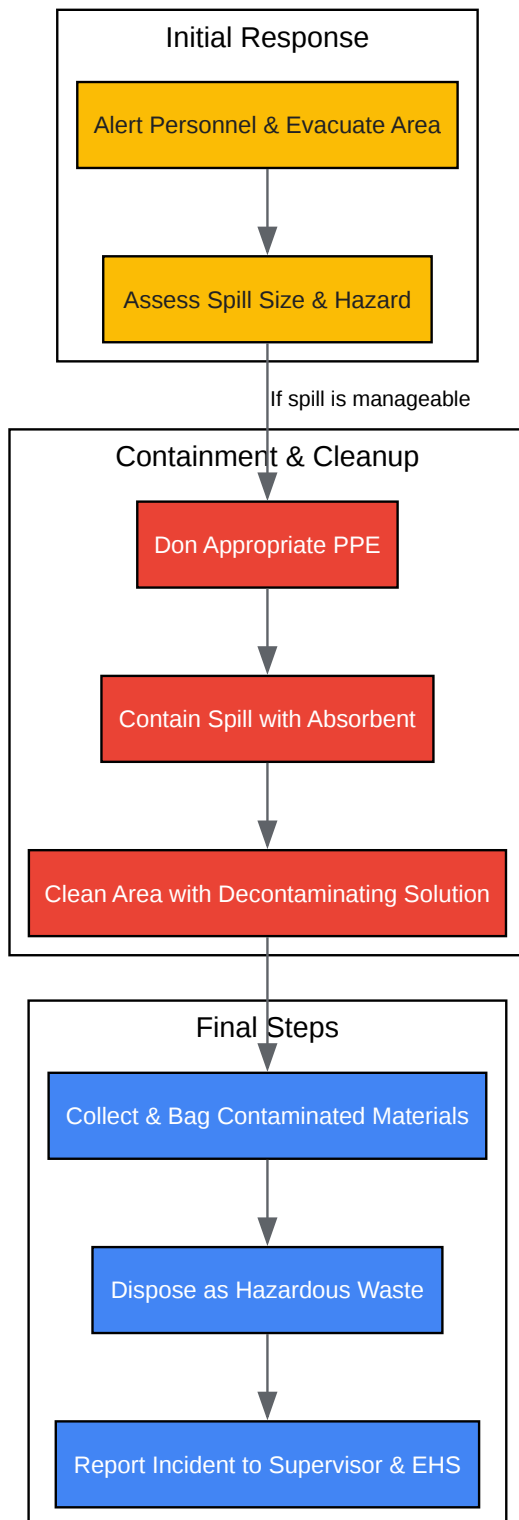 Initial Response
Alert Personnel & Evacuate Area
Assess Spill Size & Hazard
If spill is manageable
Containment & Cleanup
Don Appropriate PPE
Contain Spill with Absorbent
Clean Area with Decontaminating Solution
Final Steps
Collect & Bag Contaminated Materials
Dispose as Hazardous Waste
Report Incident to Supervisor & EHS